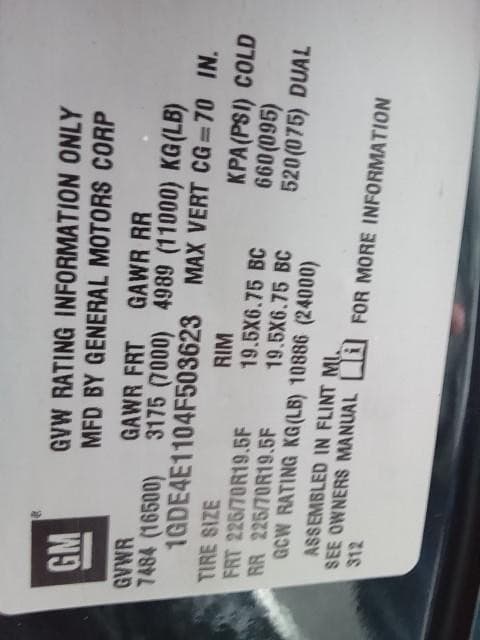 GM®
GVW RATING INFORMATION ONLY
MFD BY GENERAL MOTORS CORP
GVWR GAWR FRT GAWR RR
7484 (16500) 3175 (7000) 4989 (11000) KG(LB)
1GDE4E1104F503623 MAX VERT CG=70 IN.
TIRE SIZE RIM KPA(PSI) COLD
FRT 225/70R19.5F 19.5X6.75 BC 660(095)
RR 225/70R19.5F 19.5X6.75 BC 520(075) DUAL
GCW RATING KG(LB) 10886 (24000)
ASSEMBLED IN FLINT MI.
SEE OWNERS MANUAL i FOR MORE INFORMATION
312